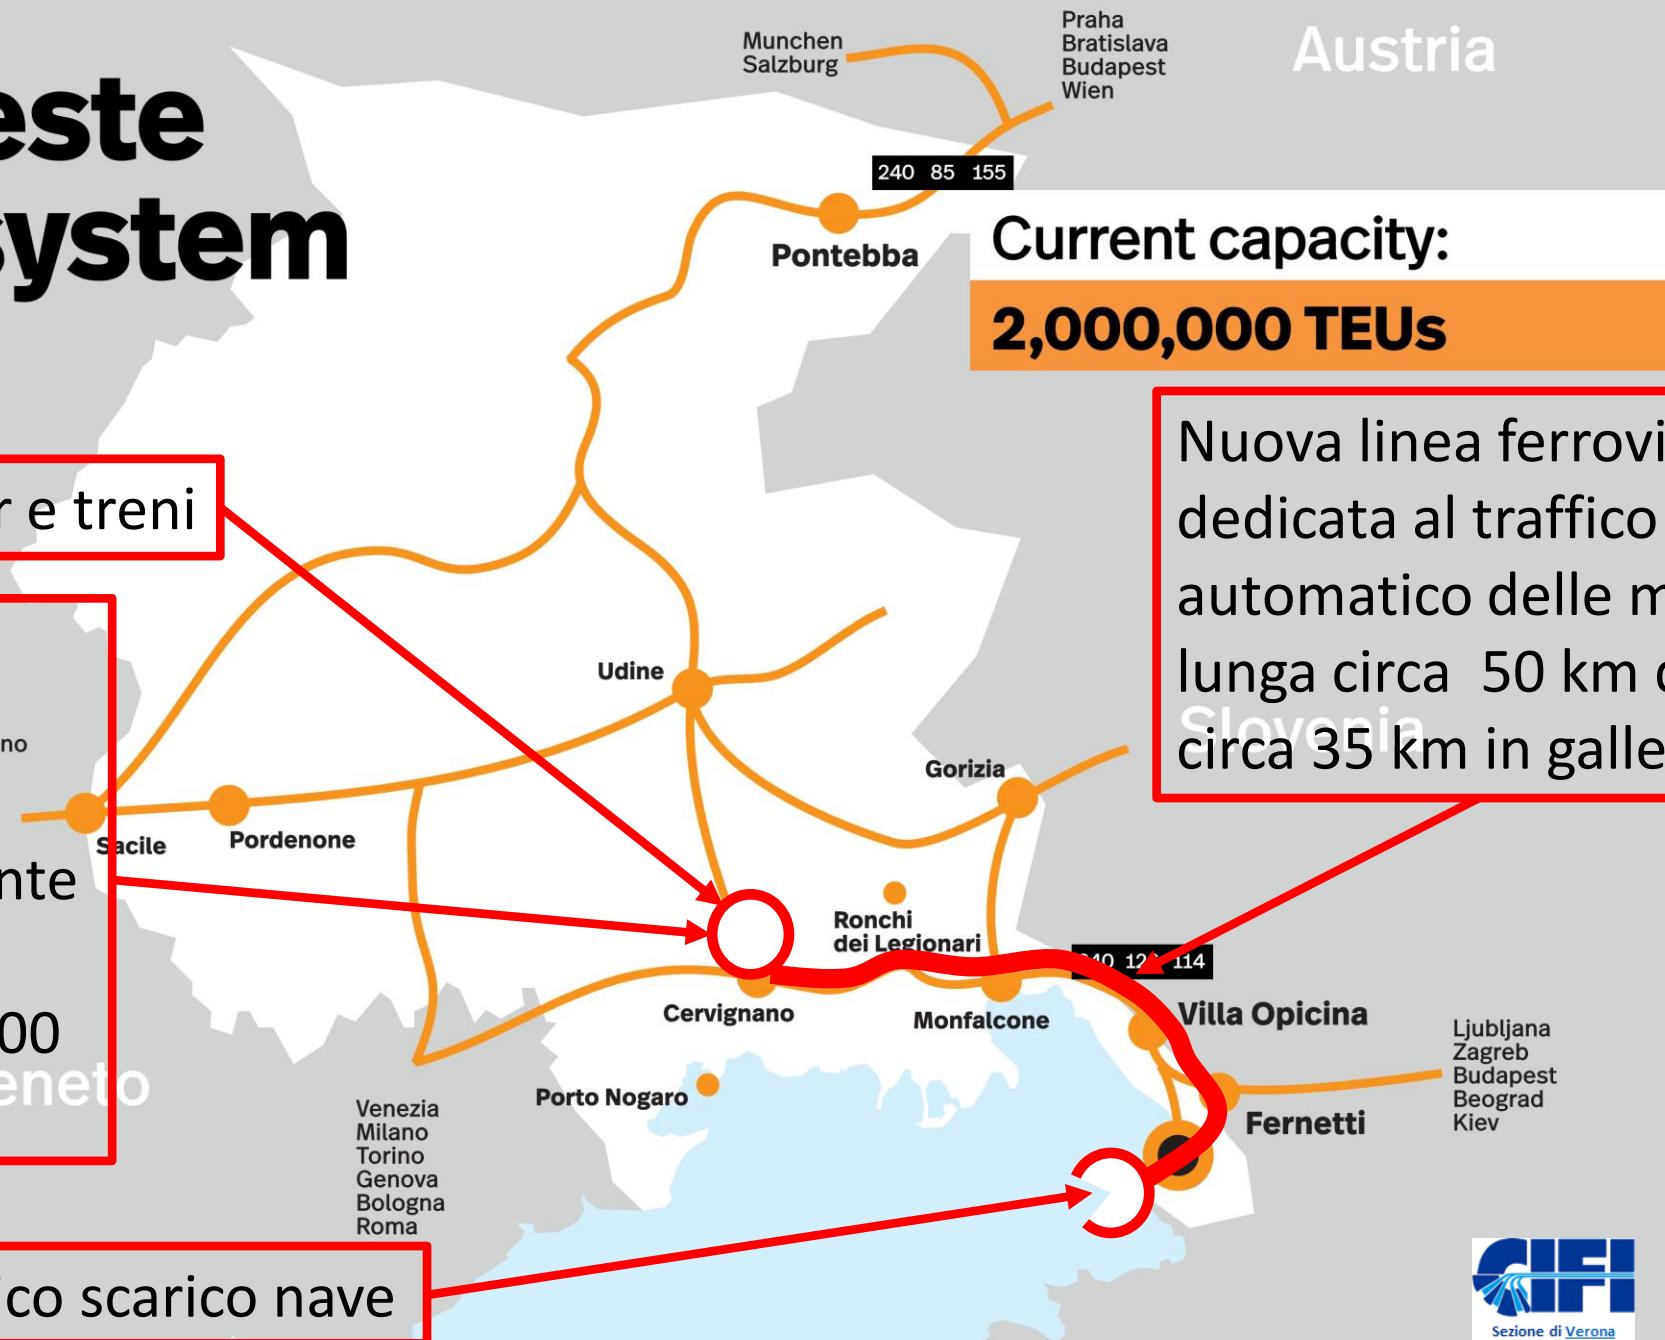 Munchen
Salzburg
Praha
Bratislava
Budapest
Wien
Austria
este
system
240 85 155
Pontebba
Current capacity:
2,000,000 TEUs
Nuova linea ferrovi
dedicata al traffico
automatico delle m
lunga circa 50 km
circa 35 km in galle
Slovenia
r e treni
Udine
no
Gorizia
Sacile
Pordenone
nte
Ronchi
dei Legionari
114
Cervignano
Monfalcone
Villa Opicina
00
eneto
Porto Nogaro
Fernetti
Ljubljana
Zagreb
Budapest
Beograd
Kiev
Venezia
Milano
Torino
Genova
Bologna
Roma
ico scarico nave
CIFI
Sezione di Verona